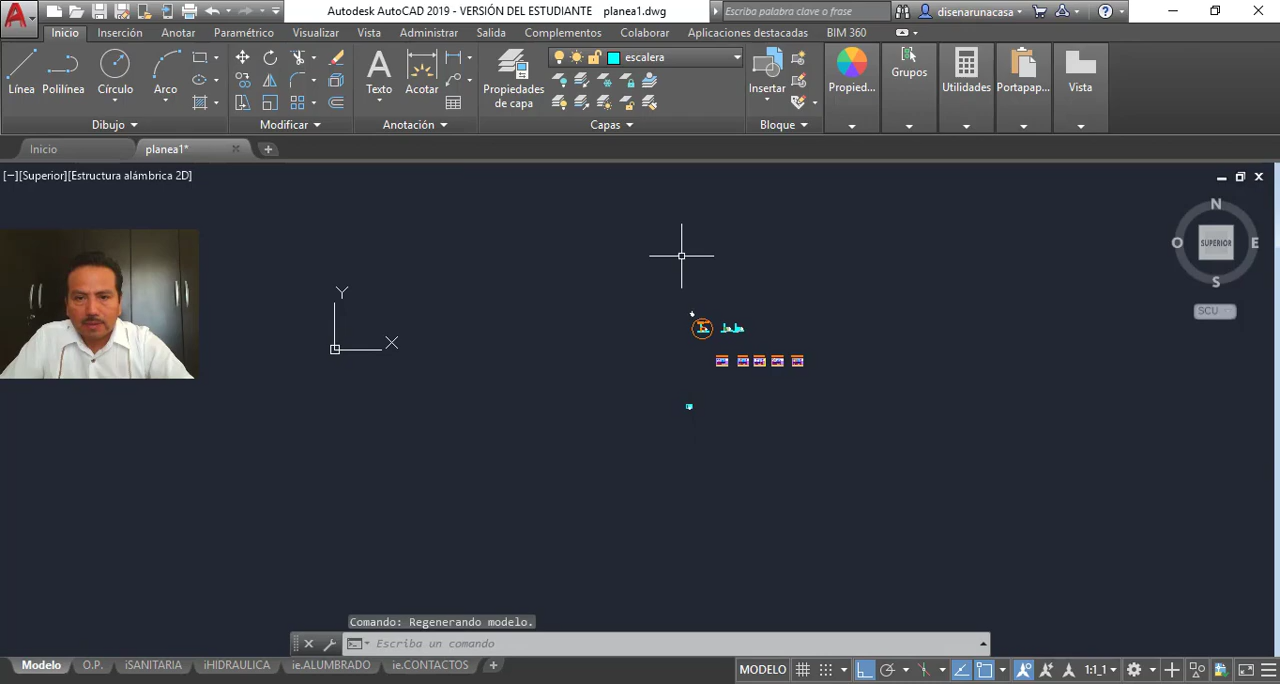 Autodesk AutoCAD 2019 - VERSIÓN DEL ESTUDIANTE planea1.dwg
Escriba palabra clave o frase
disenarunacasa
Inicio Inserción Anotar Paramétrico Visualizar Vista Administrar Salida Complementos Colaborar Aplicaciones destacadas BIM 360
escalera
Línea Polilínea Círculo Arco
Texto Acotar
Propiedades de capa
Insertar
Propied... Grupos Utilidades Portapap... Vista
Dibujo Modificar Anotación Capas Bloque
Inicio planea1*
[−][Superior][Estructura alámbrica 2D]
N
O SUPERIOR E
S
SCU
Y
X
Comando: Regenerando modelo.
Escriba un comando
Modelo O.P. iSANITARIA iHIDRAULICA ie.ALUMBRADO ie.CONTACTOS + MODELO 1:1_1